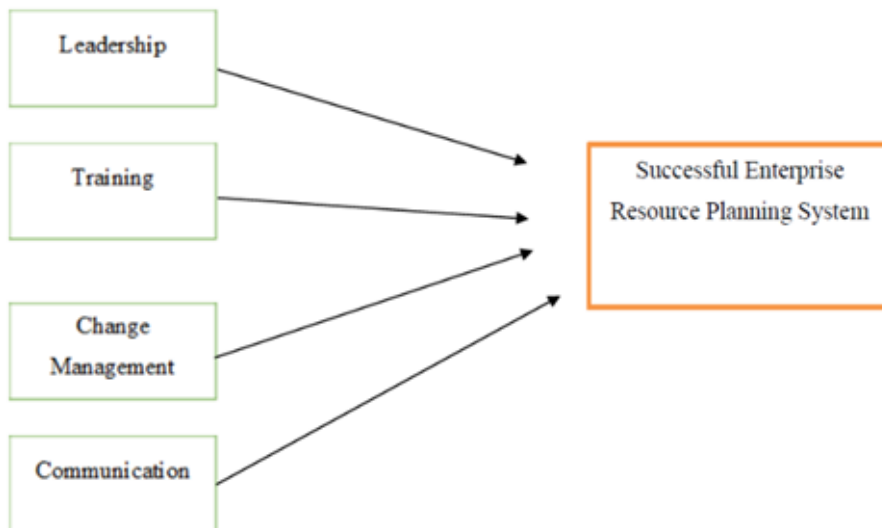 Leadership
Training
Change
Management
Communication
Successful Enterprise
Resource Planning System